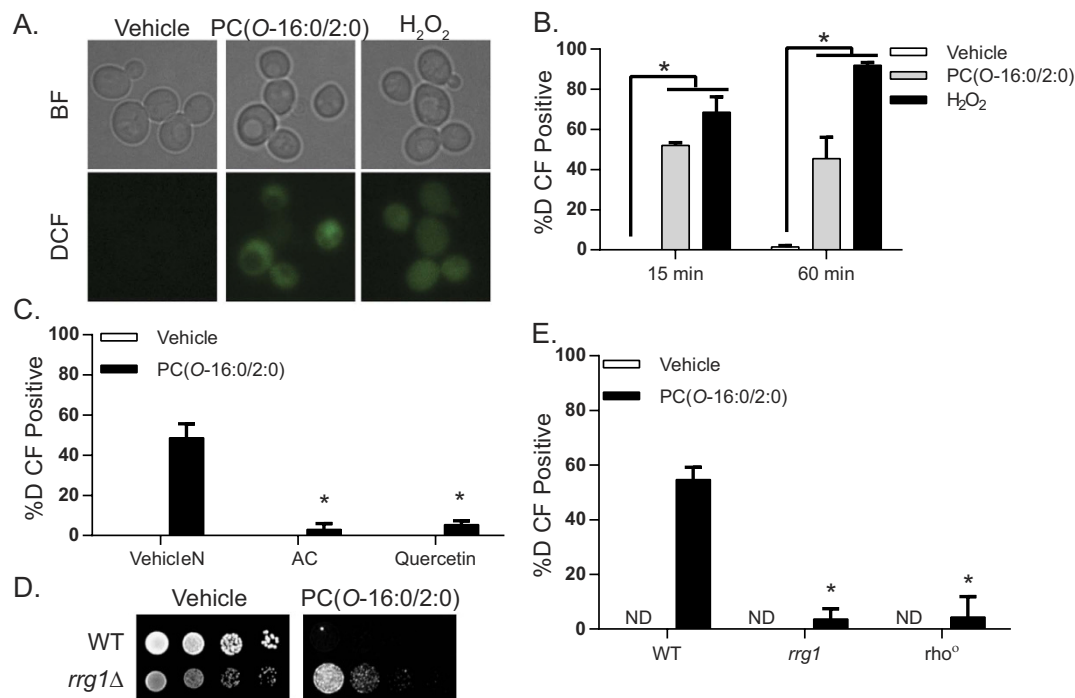 A.
Vehicle PC(O-16:0/2:0) H2O2
BF
DCF
B.
%D CF Positive
100
80
60
40
20
0
15 min 60 min
* *
Vehicle
PC(O-16:0/2:0)
H2O2
C.
%D CF Positive
100
80
60
40
20
0
Vehicle
PC(O-16:0/2:0)
* *
VehicleN AC Quercetin
D.
Vehicle PC(O-16:0/2:0)
WT
rrg1Δ
E.
%D CF Positive
100
80
60
40
20
0
Vehicle
PC(O-16:0/2:0)
* *
ND ND ND
WT rrg1 rhoº